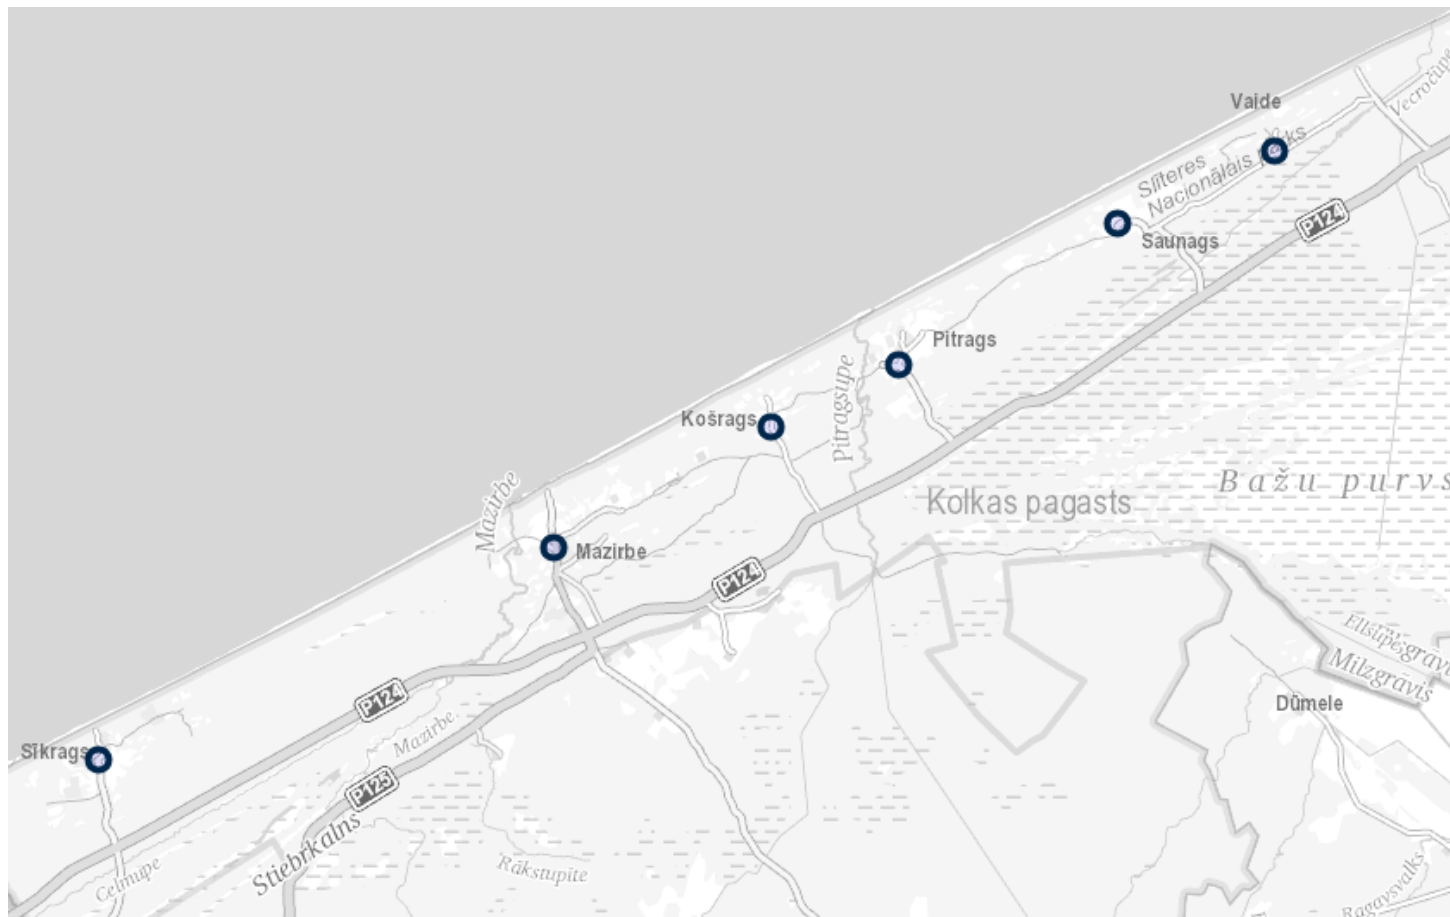 Vaide
Vecročupe
Slīteres
Nacionālais
P124
Saunags
Pitrags
Pitragsupe
Košrags
Bažu purvs
Kolkas pagasts
Mazirbe
Mazirbe
P124
P124
Mazirbe
Milzgrāvis
Dūmele
Sīkrags
P125
Stiebrkalns
Celmupe
Rākstupīte